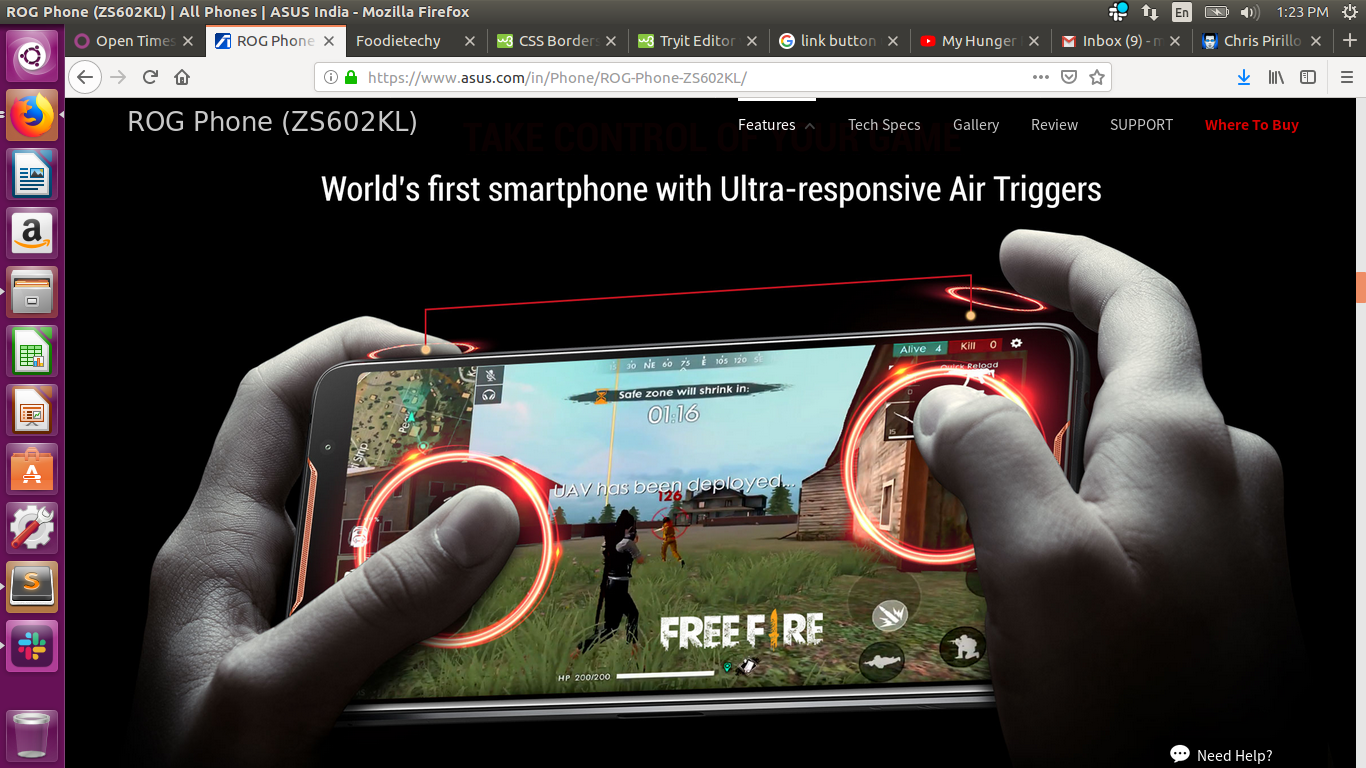 ROG Phone (ZS602KL) | All Phones | ASUS India - Mozilla Firefox
En
1:23 PM
Open Times
ROG Phone
Foodietechy
CSS Borders
Tryit Editor
link button
My Hunger
Inbox (9) - m
Chris Pirillo
https://www.asus.com/in/Phone/ROG-Phone-ZS602KL/
ROG Phone (ZS602KL)
Features
Tech Specs
Gallery
Review
SUPPORT
Where To Buy
TAKE CONTROL OF YOUR GAME
World's first smartphone with Ultra-responsive Air Triggers
30 NE 60 75 E 105 120
Alive 4
Kill 0
Quick Reload
Safe zone will shrink in:
01:16
15
Strip
UAV has been deployed...
126
FREE FIRE
HP 200/200
Need Help?